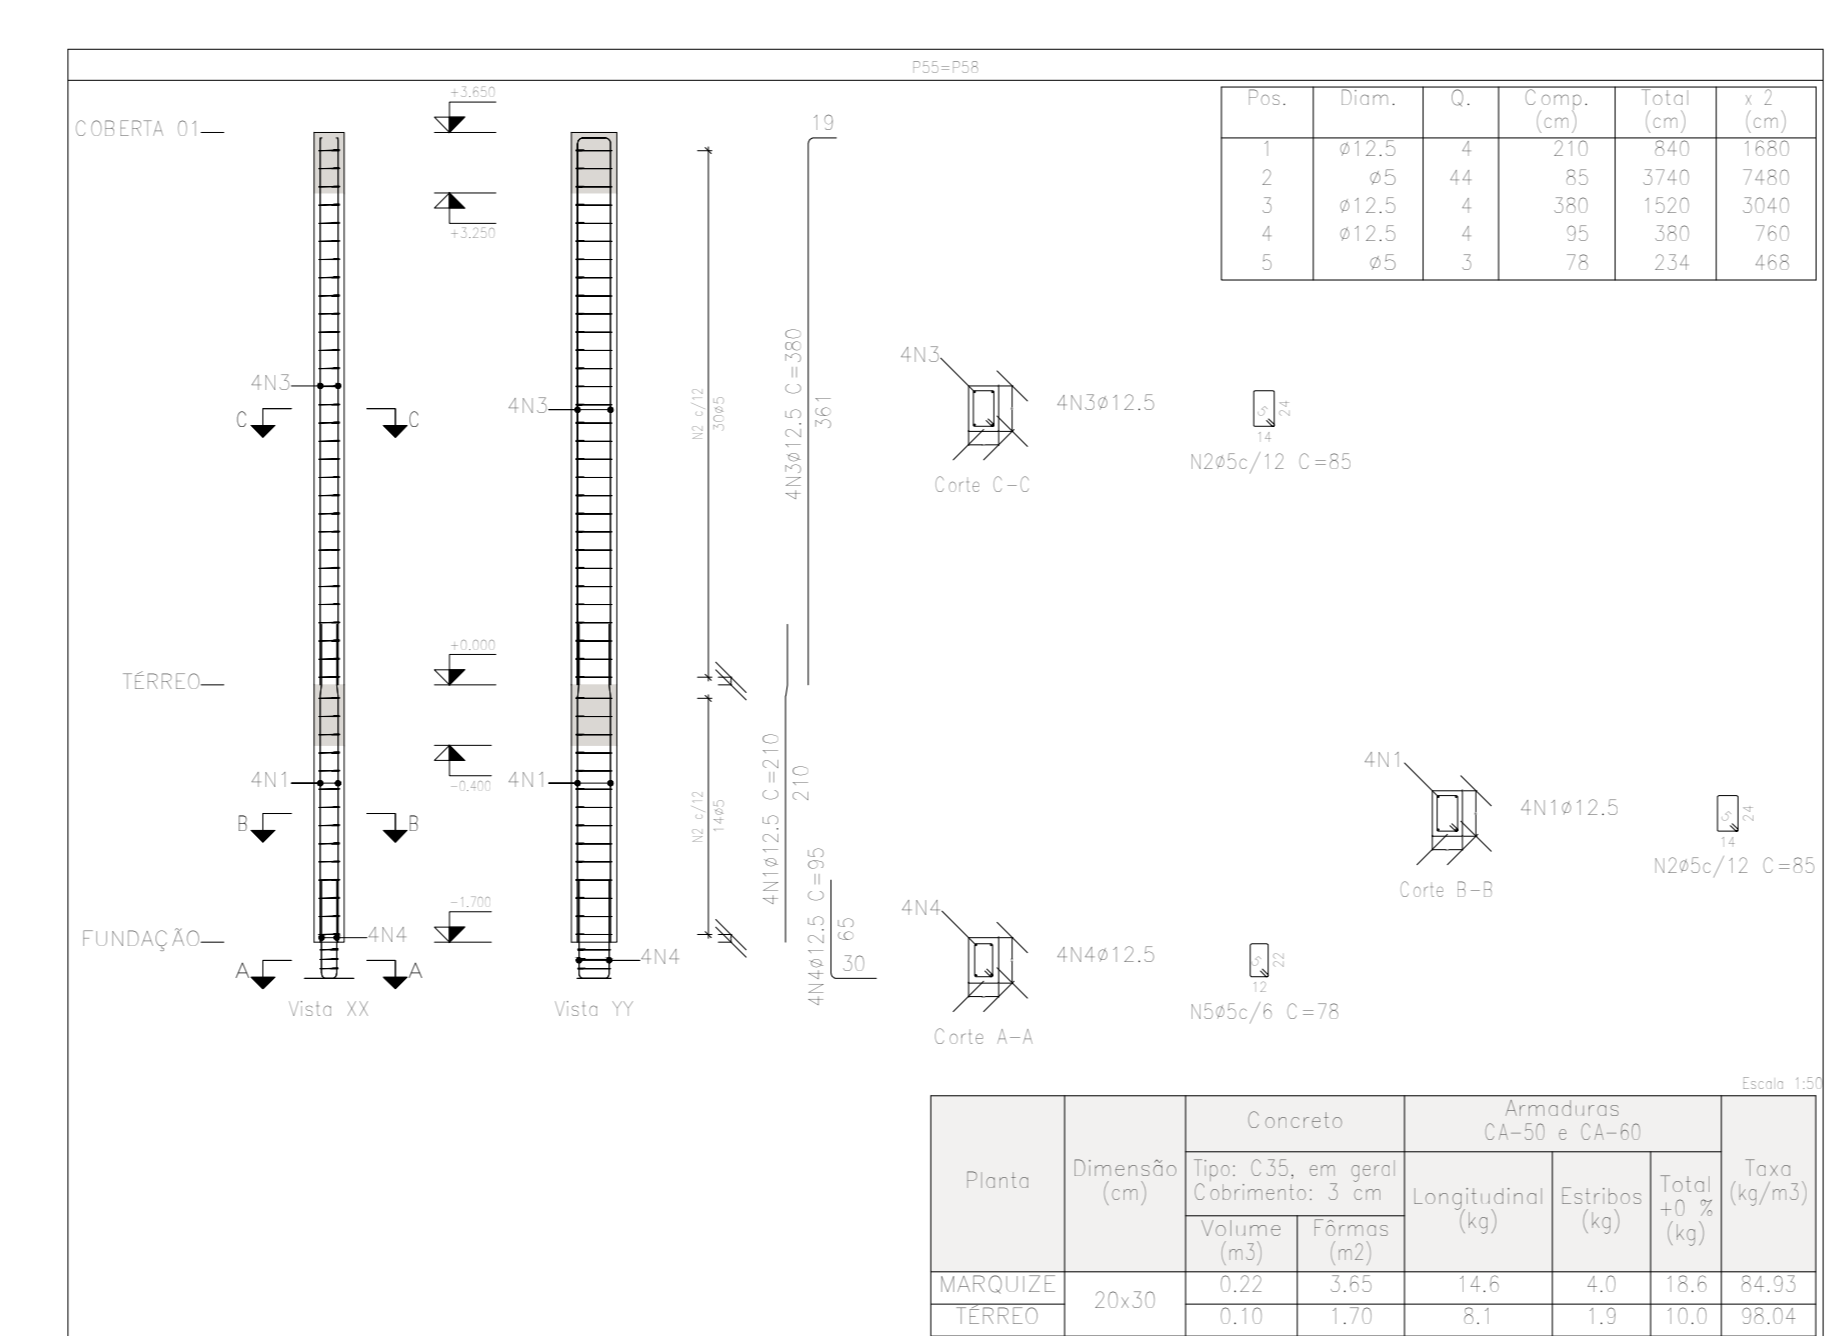 P55=P58
Pos. Diam. Q. Comp. (cm) Total (cm) x 2 (cm)
1 ø12.5 4 210 840 1680
2 ø5 44 85 3740 7480
3 ø12.5 4 380 1520 3040
4 ø12.5 4 95 380 760
5 ø5 3 78 234 468
COBERTA 01
+3.650
+3.250
19
4N3
C C
4N3
N2 c/12
30ø5
4N3ø12.5 C=380
361
4N3
4N3ø12.5
Corte C-C
5
24
14
N2ø5c/12 C=85
TÉRREO
+0.000
-0.400
4N1
B B
4N1
N2 c/12
14ø5
4N1ø12.5 C=210
210
4N1
4N1ø12.5
Corte B-B
5
24
14
N2ø5c/12 C=85
FUNDAÇÃO
-1.700
4N4
A A
4N4
4N4ø12.5 C=95
65
30
Vista XX
Vista YY
4N4
4N4ø12.5
Corte A-A
5
22
12
N5ø5c/6 C=78
Escala 1:50
Planta
Dimensão
(cm)
Concreto
Tipo: C35, em geral
Cobrimento: 3 cm
Volume
(m3)
Fôrmas
(m2)
Armaduras
CA-50 e CA-60
Longitudinal
(kg)
Estribos
(kg)
Total
+0 %
(kg)
Taxa
(kg/m3)
MARQUIZE 20x30 0.22 3.65 14.6 4.0 18.6 84.93
TÉRREO 0.10 1.70 8.1 1.9 10.0 98.04